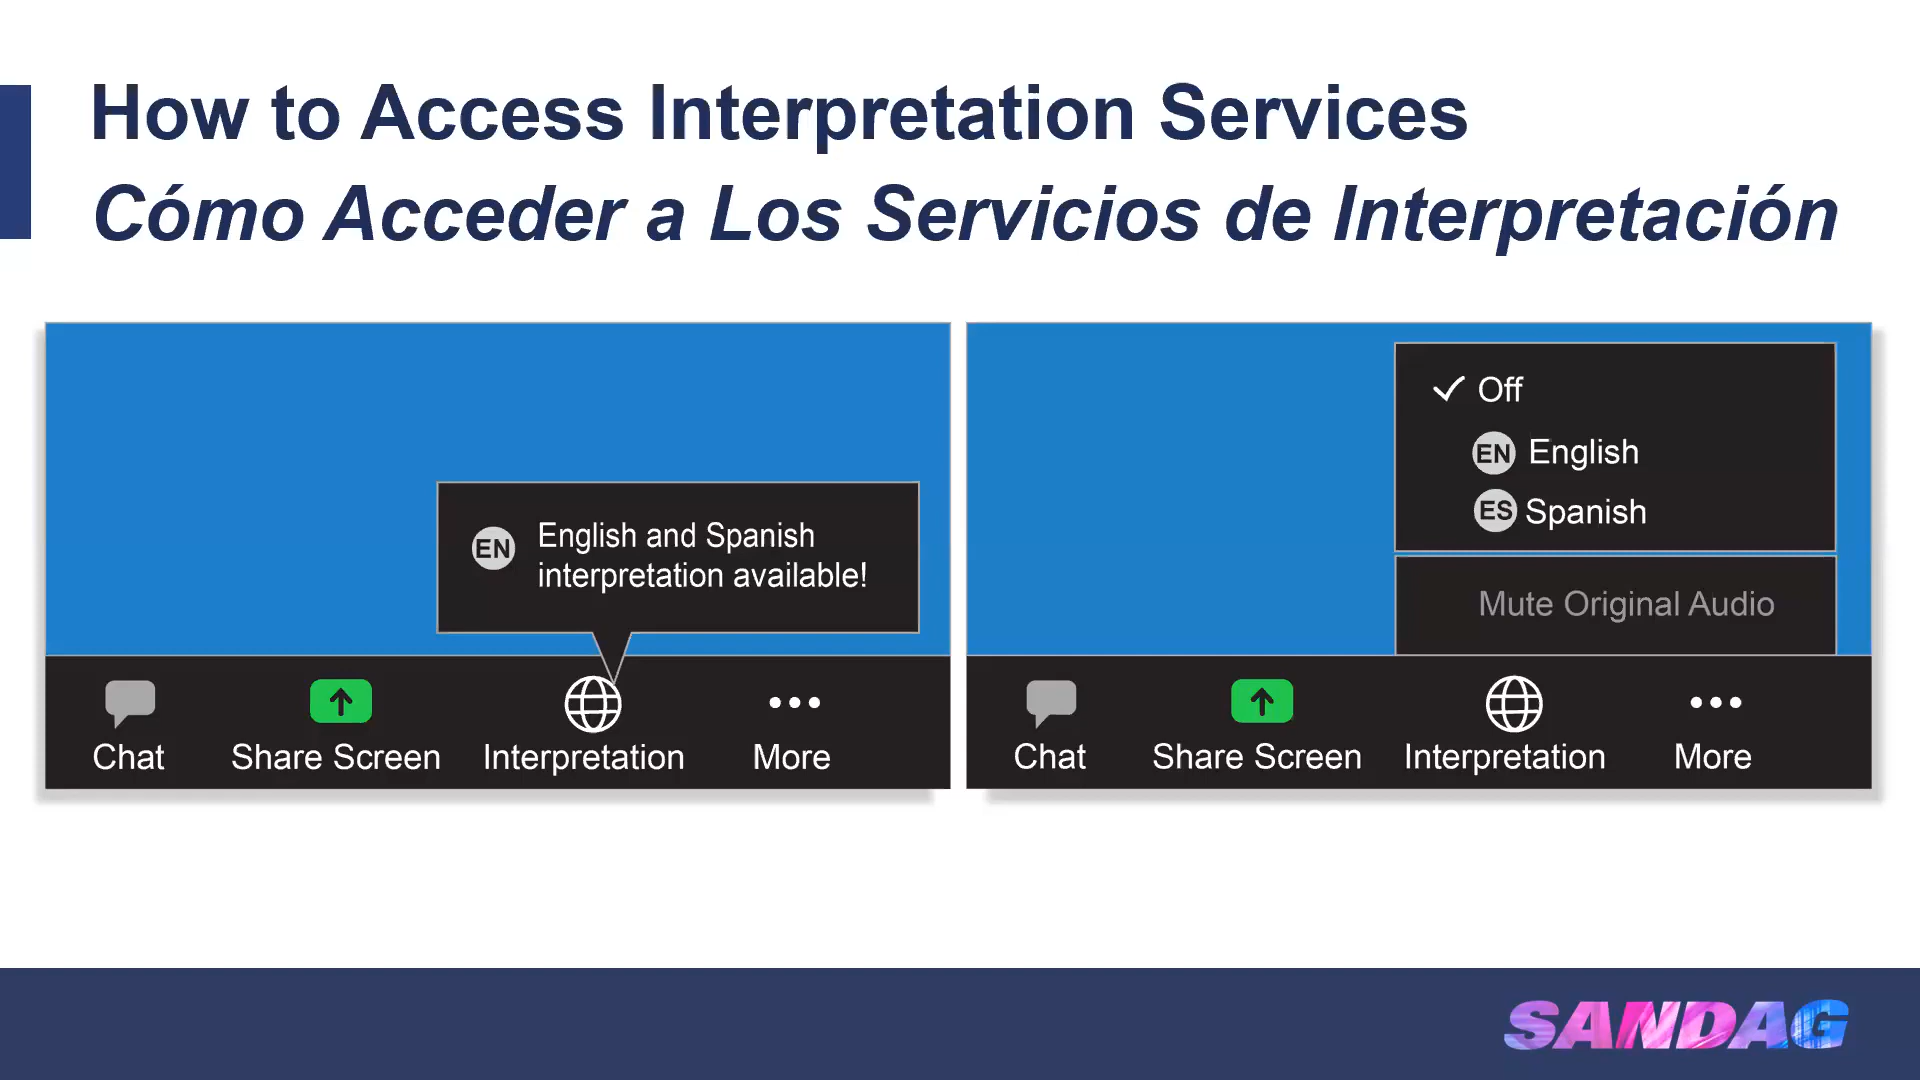 How to Access Interpretation Services
Cómo Acceder a Los Servicios de Interpretación
EN English and Spanish
interpretation available!
Chat Share Screen Interpretation More
Off
EN English
ES Spanish
Mute Original Audio
Chat Share Screen Interpretation More
SANDAG